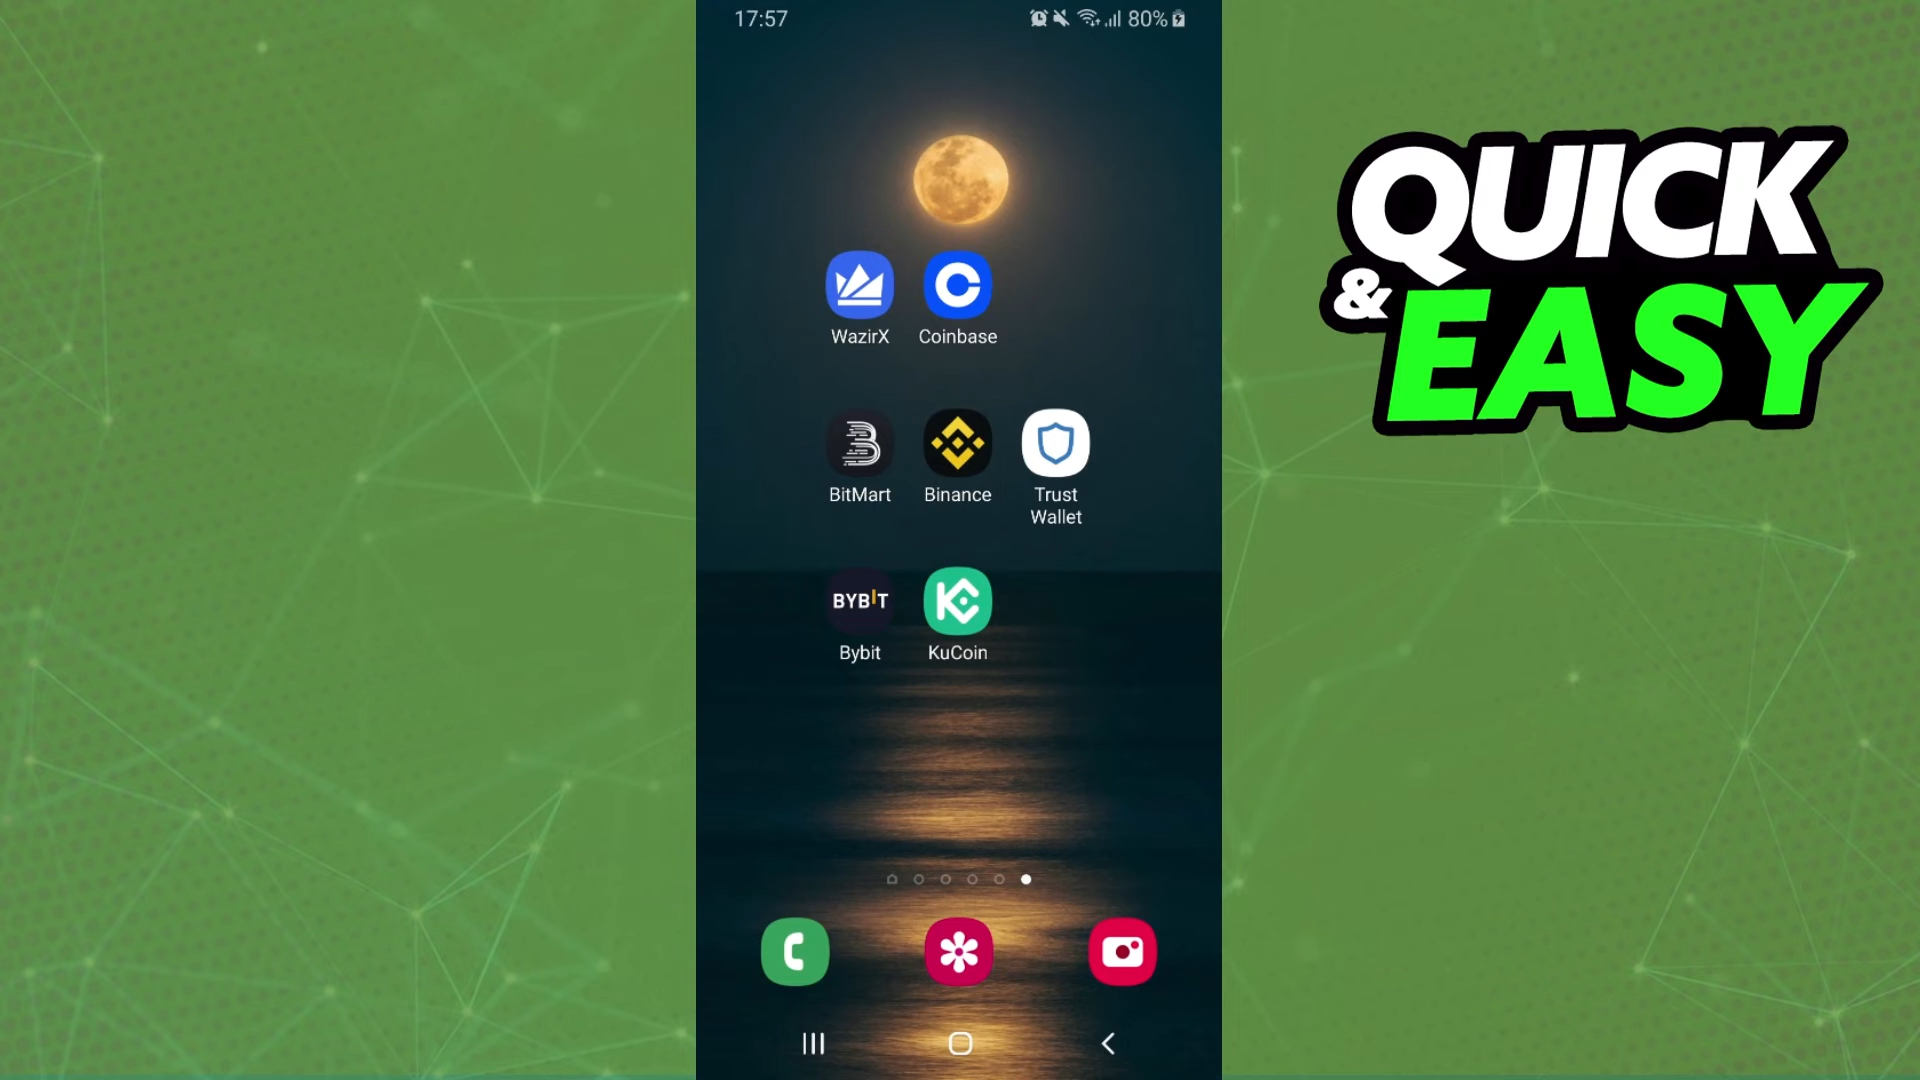 17:57
80%
QUICK
& EASY
WazirX
Coinbase
BitMart
Binance
Trust
Wallet
BYBIT
Bybit
KuCoin